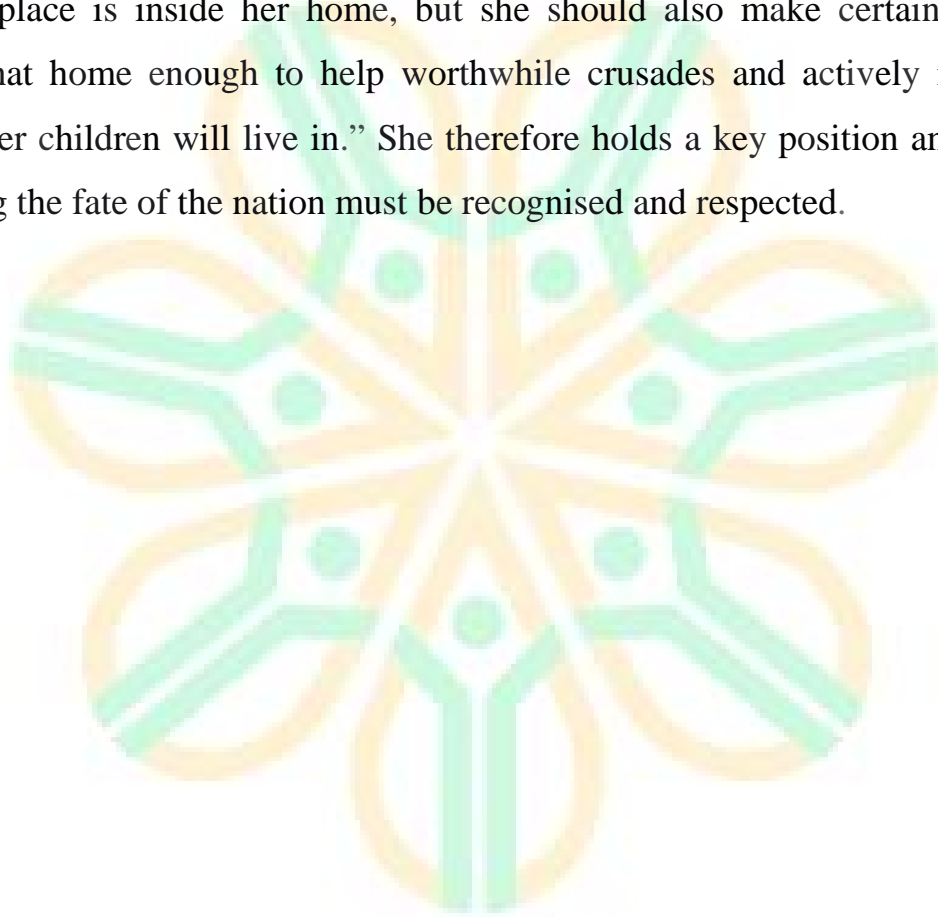 place is inside her home, but she should also make certain
hat home enough to help worthwhile crusades and actively
er children will live in.” She therefore holds a key position an
g the fate of the nation must be recognised and respected.